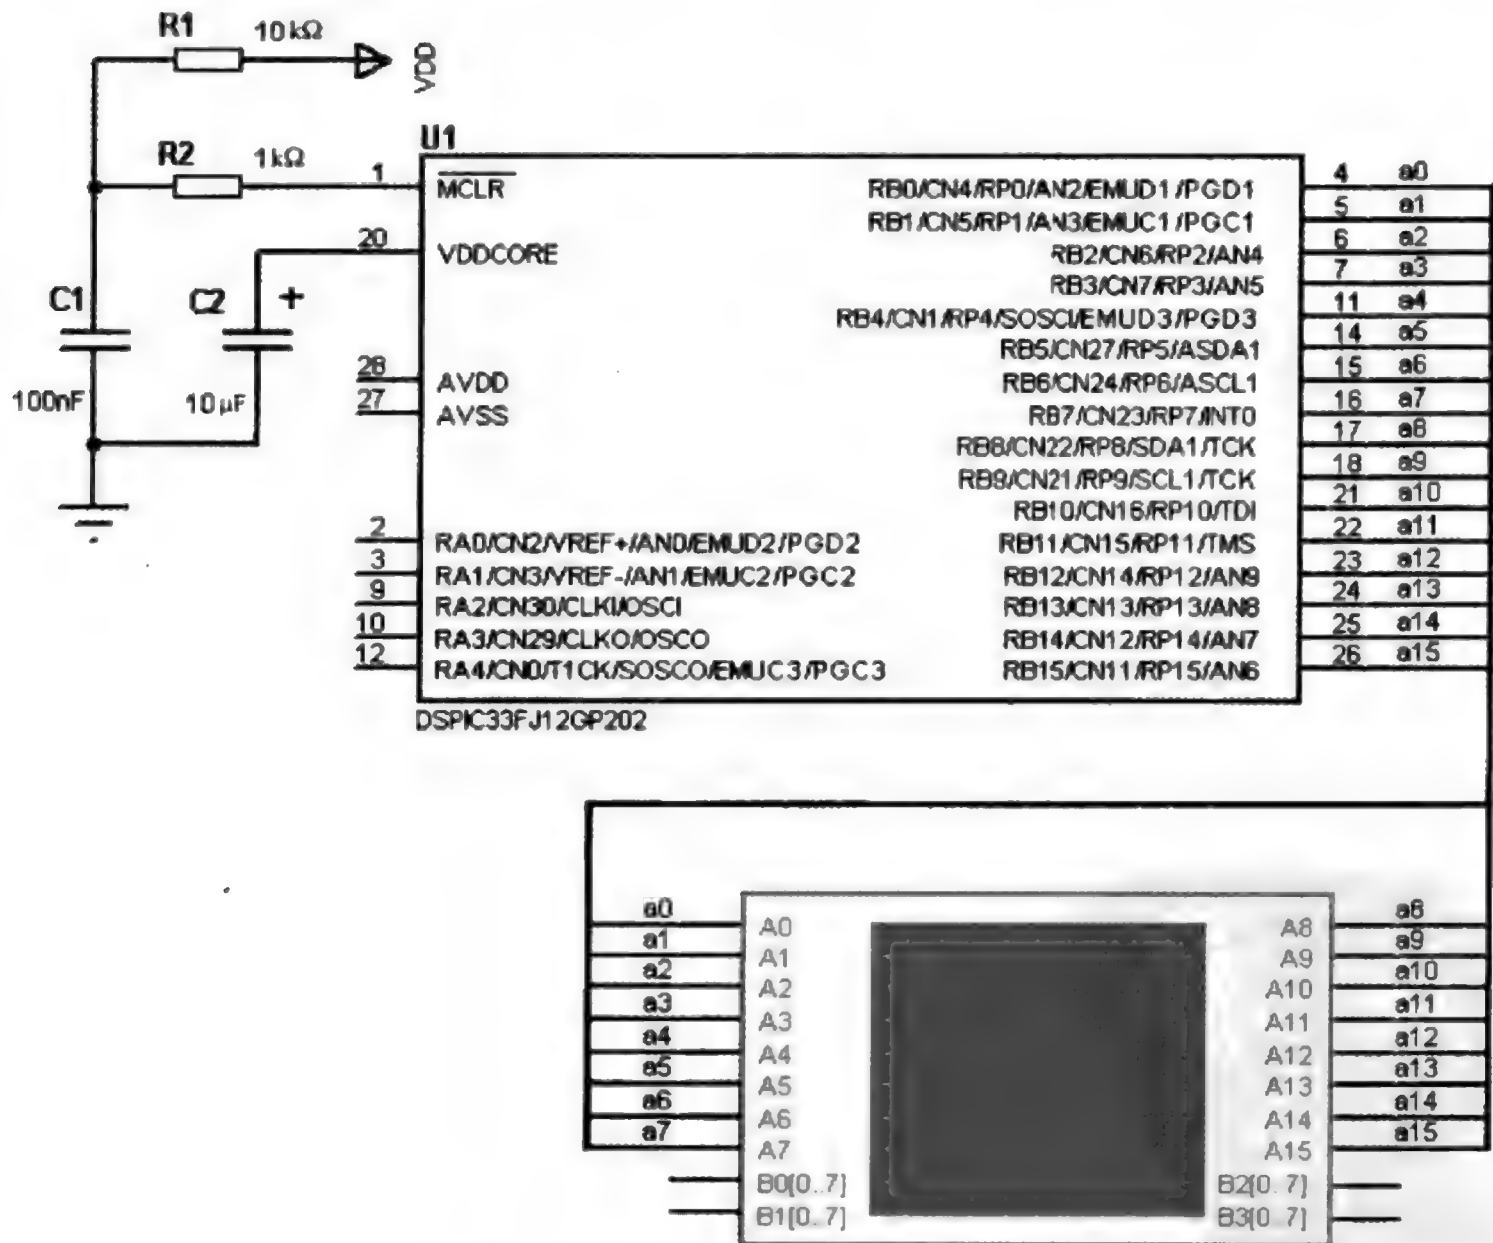 R1 10kΩ
VDD
U1
R2 1kΩ
1 MCLR
20 VDDCORE
C1 C2 +
100nF 10µF
28 AVDD
27 AVSS
2 RA0/CN2/VREF+/AN0/EMUD2/PGD2
3 RA1/CN3/VREF-/AN1/EMUC2/PGC2
9 RA2/CN30/CLKI/OSCI
10 RA3/CN29/CLKO/OSCO
12 RA4/CN0/T1CK/SOSCO/EMUC3/PGC3
RB0/CN4/RP0/AN2/EMUD1/PGD1 4 a0
RB1/CN5/RP1/AN3/EMUC1/PGC1 5 a1
RB2/CN6/RP2/AN4 6 a2
RB3/CN7/RP3/AN5 7 a3
RB4/CN1/RP4/SOSCI/EMUD3/PGD3 11 a4
RB5/CN27/RP5/ASDA1 14 a5
RB6/CN24/RP6/ASCL1 15 a6
RB7/CN23/RP7/INT0 16 a7
RB8/CN22/RP8/SDA1/TCK 17 a8
RB9/CN21/RP9/SCL1/TCK 18 a9
RB10/CN16/RP10/TDI 21 a10
RB11/CN15/RP11/TMS 22 a11
RB12/CN14/RP12/AN9 23 a12
RB13/CN13/RP13/AN8 24 a13
RB14/CN12/RP14/AN7 25 a14
RB15/CN11/RP15/AN6 26 a15
DSPIC33FJ12GP202
a0 A0 A8 a8
a1 A1 A9 a9
a2 A2 A10 a10
a3 A3 A11 a11
a4 A4 A12 a12
a5 A5 A13 a13
a6 A6 A14 a14
a7 A7 A15 a15
B0[0..7] B2[0..7]
B1[0..7] B3[0..7]